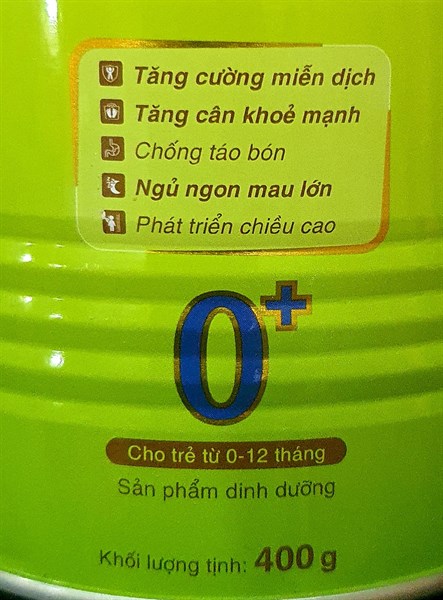 Tăng cường miễn dịch
Tăng cân khoẻ mạnh
Chống táo bón
Ngủ ngon mau lớn
Phát triển chiều cao
0+
Cho trẻ từ 0-12 tháng
Sản phẩm dinh dưỡng
Khối lượng tịnh: 400 g